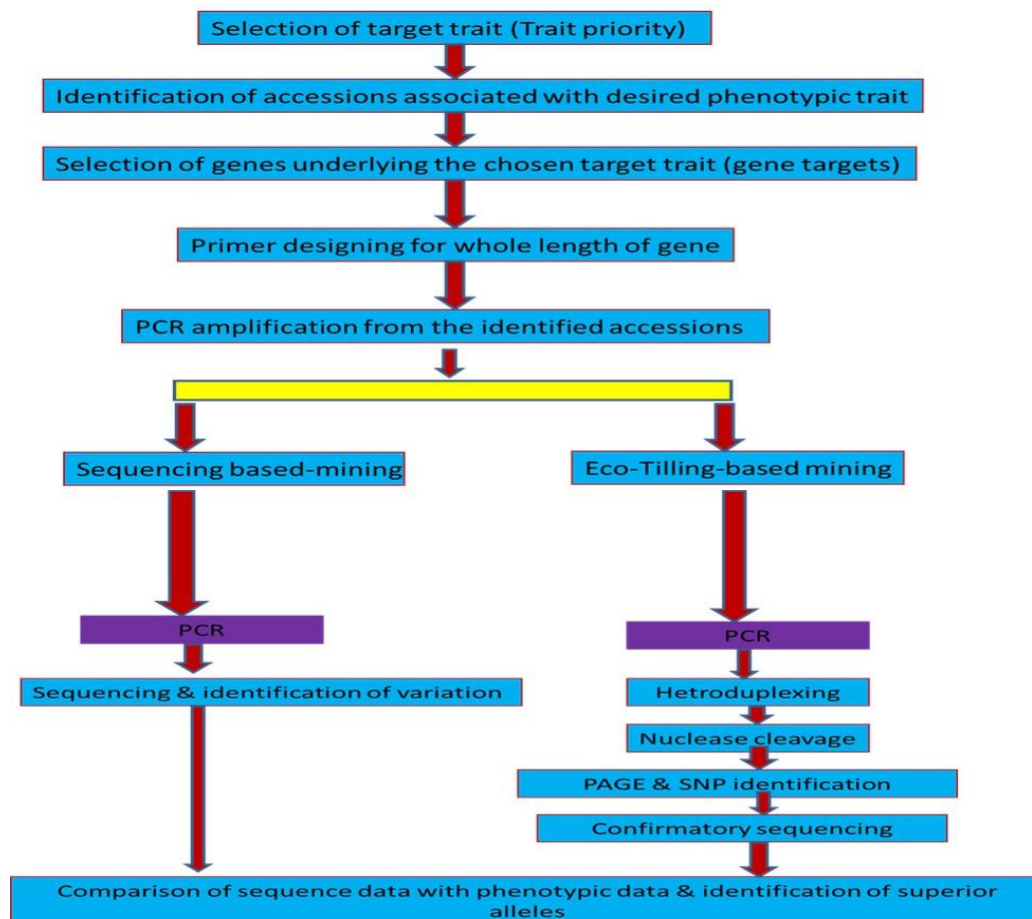 Selection of target trait (Trait priority)
Identification of accessions associated with desired phenotypic trait
Selection of genes underlying the chosen target trait (gene targets)
Primer designing for whole length of gene
PCR amplification from the identified accessions
Sequencing based-mining
Eco-Tilling-based mining
PCR
PCR
Sequencing & identification of variation
Hetroduplexing
Nuclease cleavage
PAGE & SNP identification
Confirmatory sequencing
Comparison of sequence data with phenotypic data & identification of superior
alleles